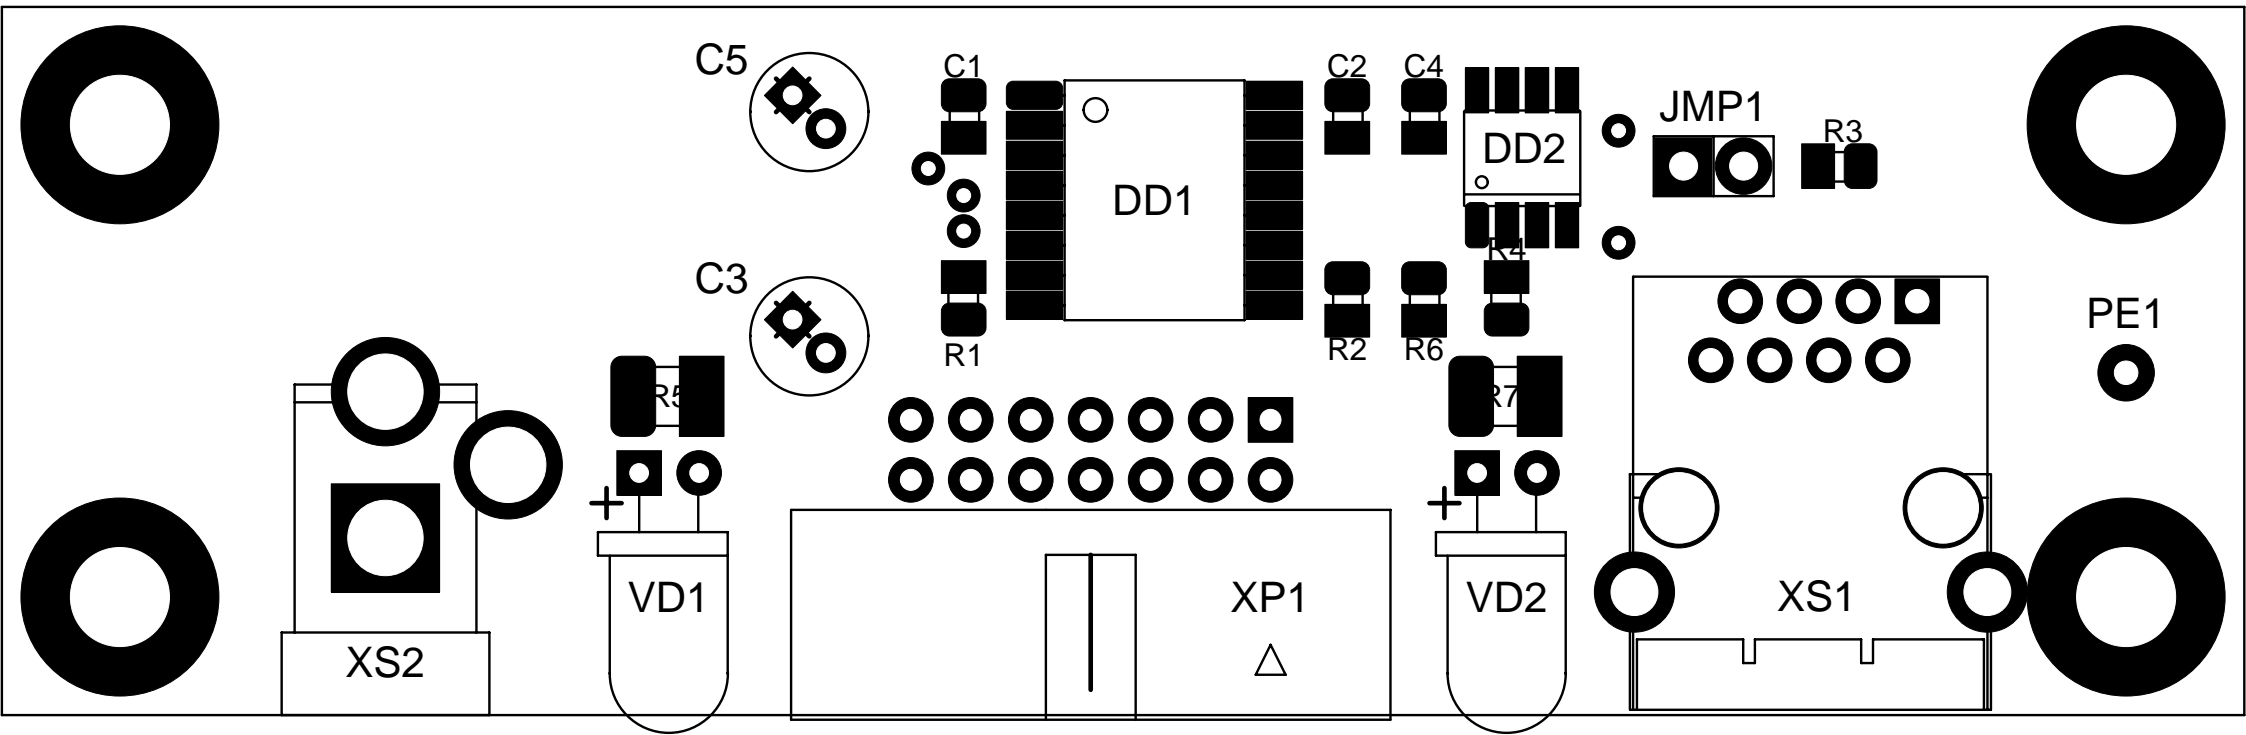 C5
C1
C2
C4
JMP1
R3
DD2
DD1
R4
C3
PE1
R1
R2
R6
R5
R7
+
+
VD1
XP1
VD2
XS1
XS2